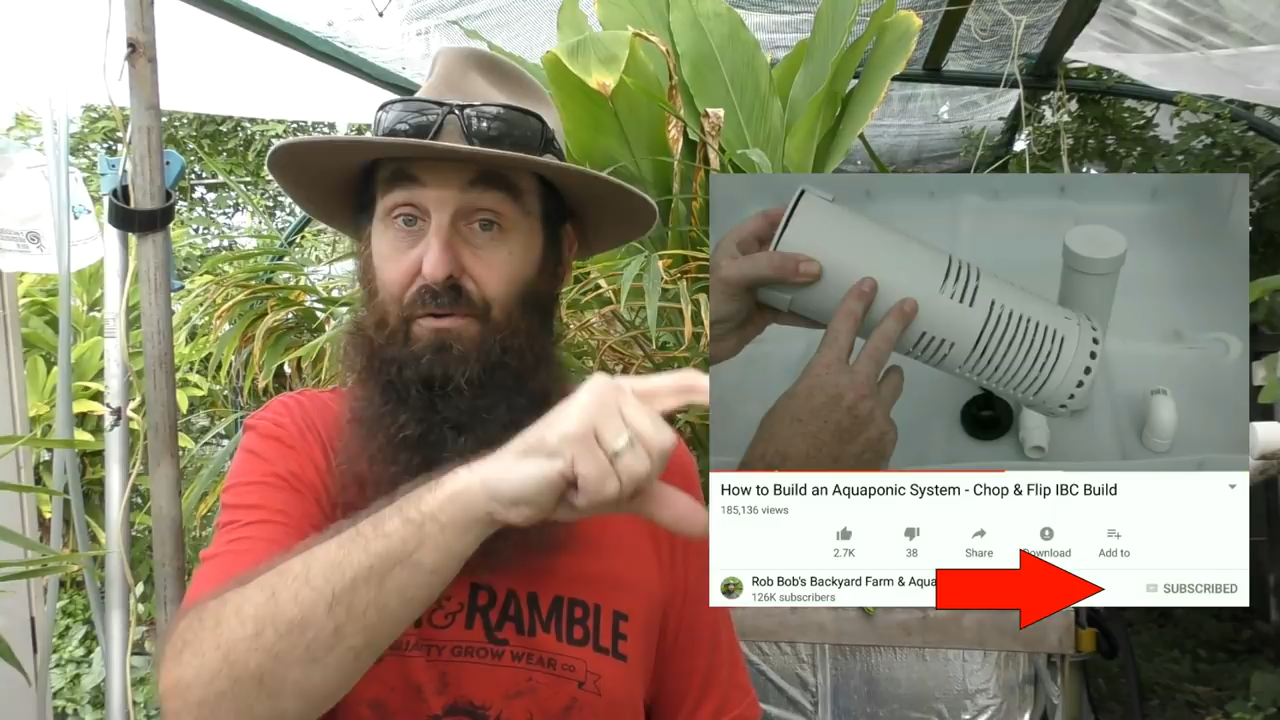 How to Build an Aquaponic System - Chop & Flip IBC Build
185,136 views
2.7K
38
Share
Download
Add to
Rob Bob's Backyard Farm & Aqua
126K subscribers
SUBSCRIBED
& RAMBLE
GROW WEAR CO